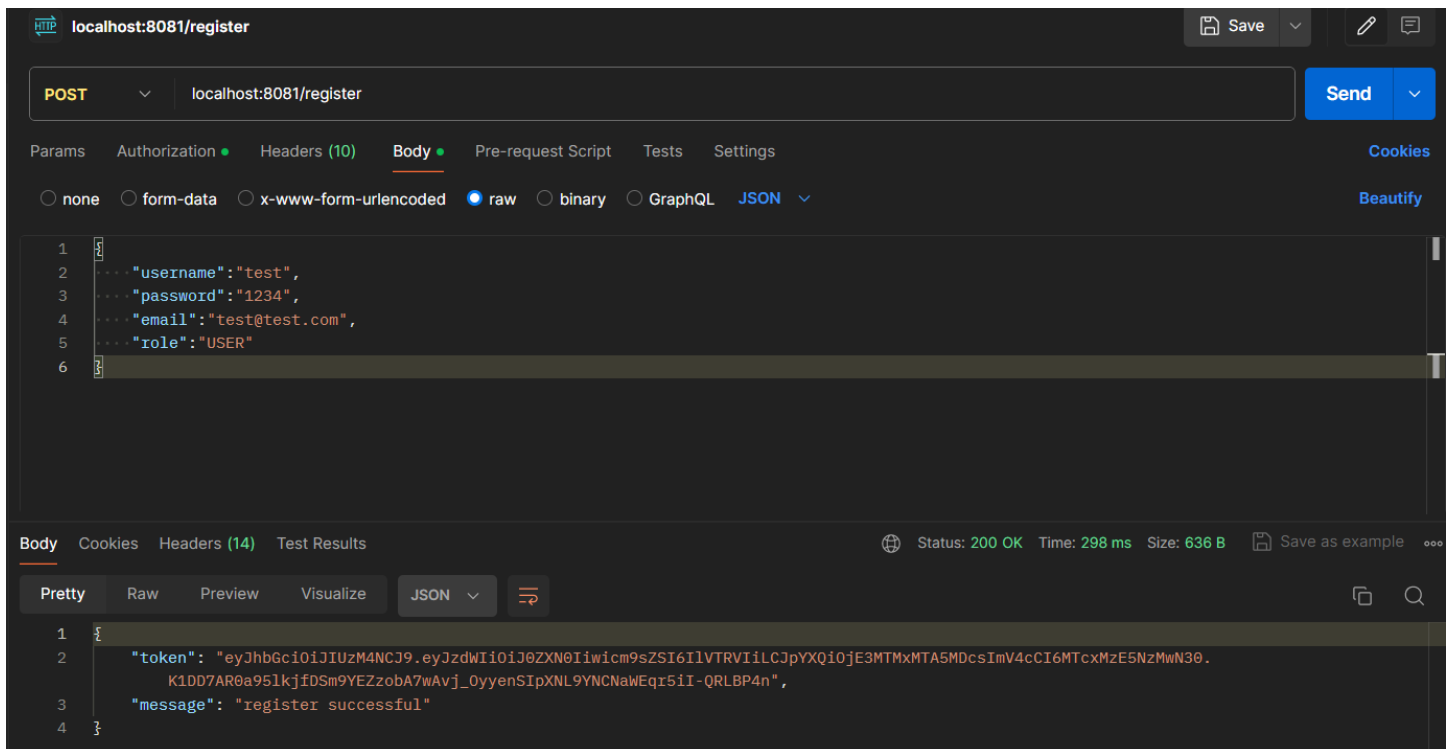 HTTP localhost:8081/register Save
POST localhost:8081/register Send
Params Authorization Headers (10) Body Pre-request Script Tests Settings Cookies
none form-data x-www-form-urlencoded raw binary GraphQL JSON Beautify
1 {
2 "username":"test",
3 "password":"1234",
4 "email":"test@test.com",
5 "role":"USER"
6 }
Body Cookies Headers (14) Test Results Status: 200 OK Time: 298 ms Size: 636 B Save as example
Pretty Raw Preview Visualize JSON
1 {
2 "token": "eyJhbGciOiJIUzM4NCJ9.eyJzdWIiOiJ0ZXN0Iiwicm9sZSI6IlVTRVIiLCJpYXQiOjE3MTMxMTA5MDcsImV4cCI6MTcxMzE5NzMwN30.
K1DD7AR0a95lkjfDSm9YEZzobA7wAvj_OyyenSIpXNL9YNCNaWEqr5iI-QRLBP4n",
3 "message": "register successful"
4 }